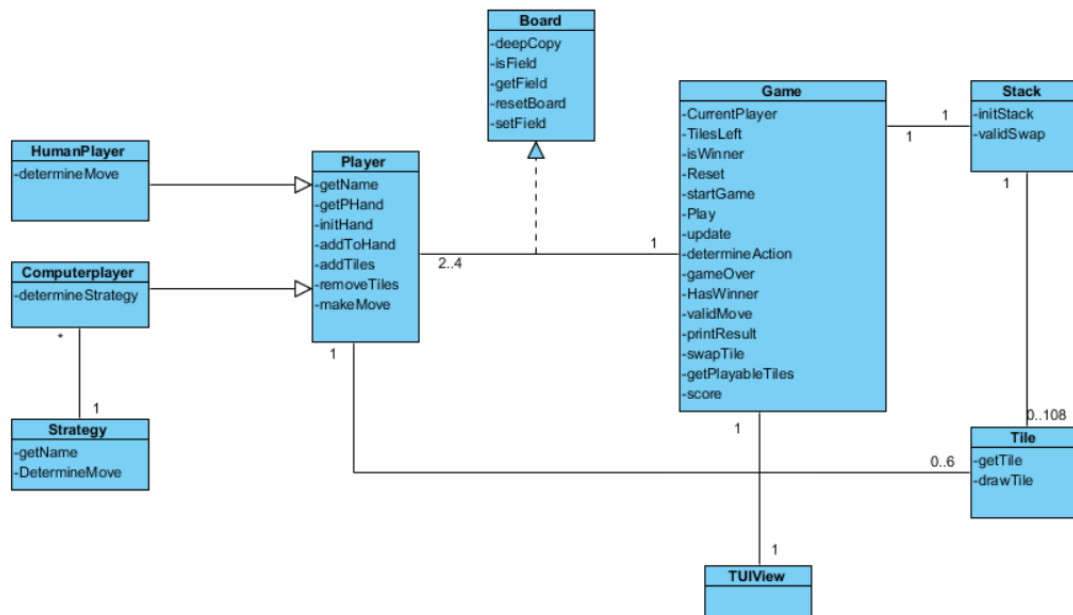 Board
-deepCopy
-isField
-getField
-resetBoard
-setField
Game
-CurrentPlayer
-TilesLeft
-isWinner
-Reset
-startGame
-Play
-update
-determineAction
-gameOver
-HasWinner
-validMove
-printResult
-swapTile
-getPlayableTiles
-score
1
1
Stack
-initStack
-validSwap
1
HumanPlayer
-determineMove
Player
-getName
-getPHand
-initHand
-addToHand
-addTiles
-removeTiles
-makeMove
2..4
1
Computerplayer
-determineStrategy
*
1
1
Strategy
-getName
-DetermineMove
1
0..108
0..6
Tile
-getTile
-drawTile
1
TUIView